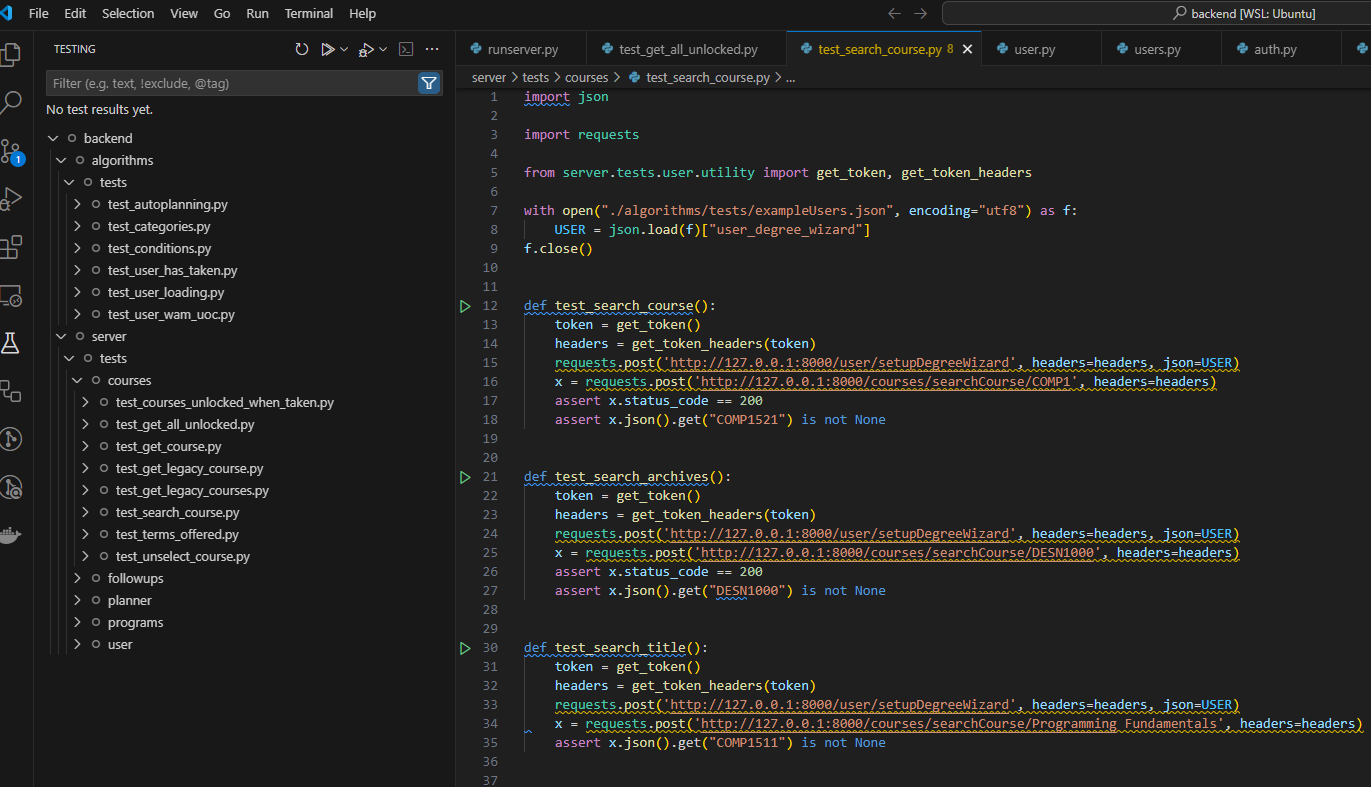 File Edit Selection View Go Run Terminal Help
backend [WSL: Ubuntu]
TESTING
Filter (e.g. text, !exclude, @tag)
No test results yet.
backend
algorithms
tests
test_autoplanning.py
test_categories.py
test_conditions.py
test_user_has_taken.py
test_user_loading.py
test_user_wam_uoc.py
server
tests
courses
test_courses_unlocked_when_taken.py
test_get_all_unlocked.py
test_get_course.py
test_get_legacy_course.py
test_get_legacy_courses.py
test_search_course.py
test_terms_offered.py
test_unselect_course.py
followups
planner
programs
user
1
runserver.py test_get_all_unlocked.py test_search_course.py 8 user.py users.py auth.py
server > tests > courses > test_search_course.py > ...
1 import json
2
3 import requests
4
5 from server.tests.user.utility import get_token, get_token_headers
6
7 with open("./algorithms/tests/exampleUsers.json", encoding="utf8") as f:
8 USER = json.load(f)["user_degree_wizard"]
9 f.close()
10
11
12 def test_search_course():
13 token = get_token()
14 headers = get_token_headers(token)
15 requests.post('http://127.0.0.1:8000/user/setupDegreeWizard', headers=headers, json=USER)
16 x = requests.post('http://127.0.0.1:8000/courses/searchCourse/COMP1', headers=headers)
17 assert x.status_code == 200
18 assert x.json().get("COMP1521") is not None
19
20
21 def test_search_archives():
22 token = get_token()
23 headers = get_token_headers(token)
24 requests.post('http://127.0.0.1:8000/user/setupDegreeWizard', headers=headers, json=USER)
25 x = requests.post('http://127.0.0.1:8000/courses/searchCourse/DESN1000', headers=headers)
26 assert x.status_code == 200
27 assert x.json().get("DESN1000") is not None
28
29
30 def test_search_title():
31 token = get_token()
32 headers = get_token_headers(token)
33 requests.post('http://127.0.0.1:8000/user/setupDegreeWizard', headers=headers, json=USER)
34 x = requests.post('http://127.0.0.1:8000/courses/searchCourse/Programming Fundamentals', headers=headers)
35 assert x.json().get("COMP1511") is not None
36
37